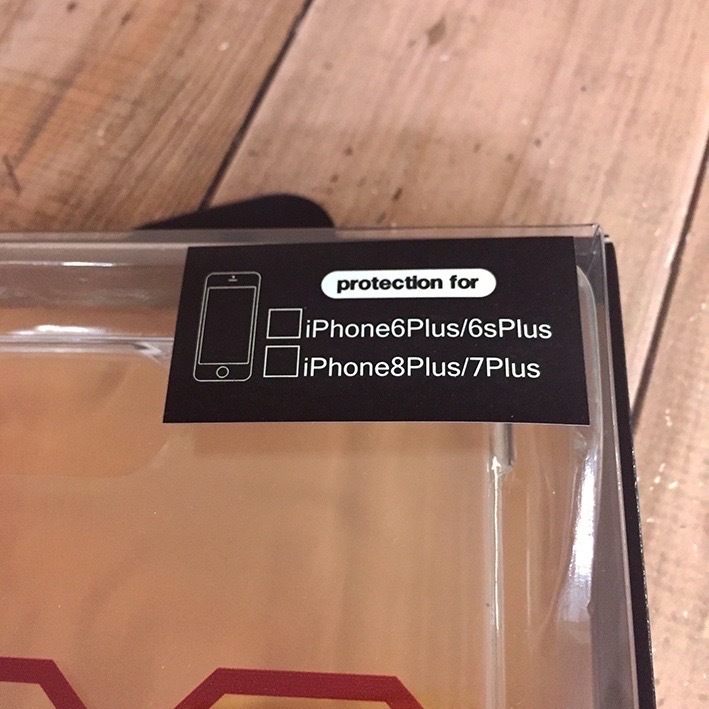 protection for
iPhone6Plus/6sPlus
iPhone8Plus/7Plus